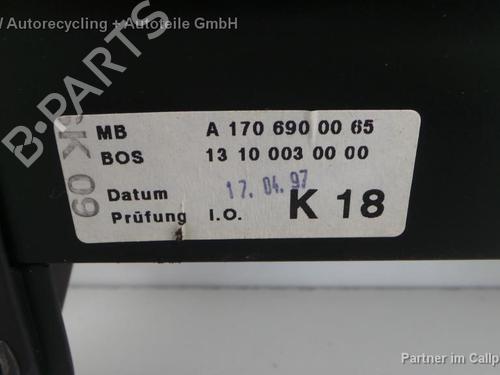 Autorecycling + Autoteile GmbH
B-PARTS
K 09
MB A 170 690 00 65
BOS 13 10 003 00 00
Datum 17. 04. 97
Prüfung I.O. K 18
Partner im Callp